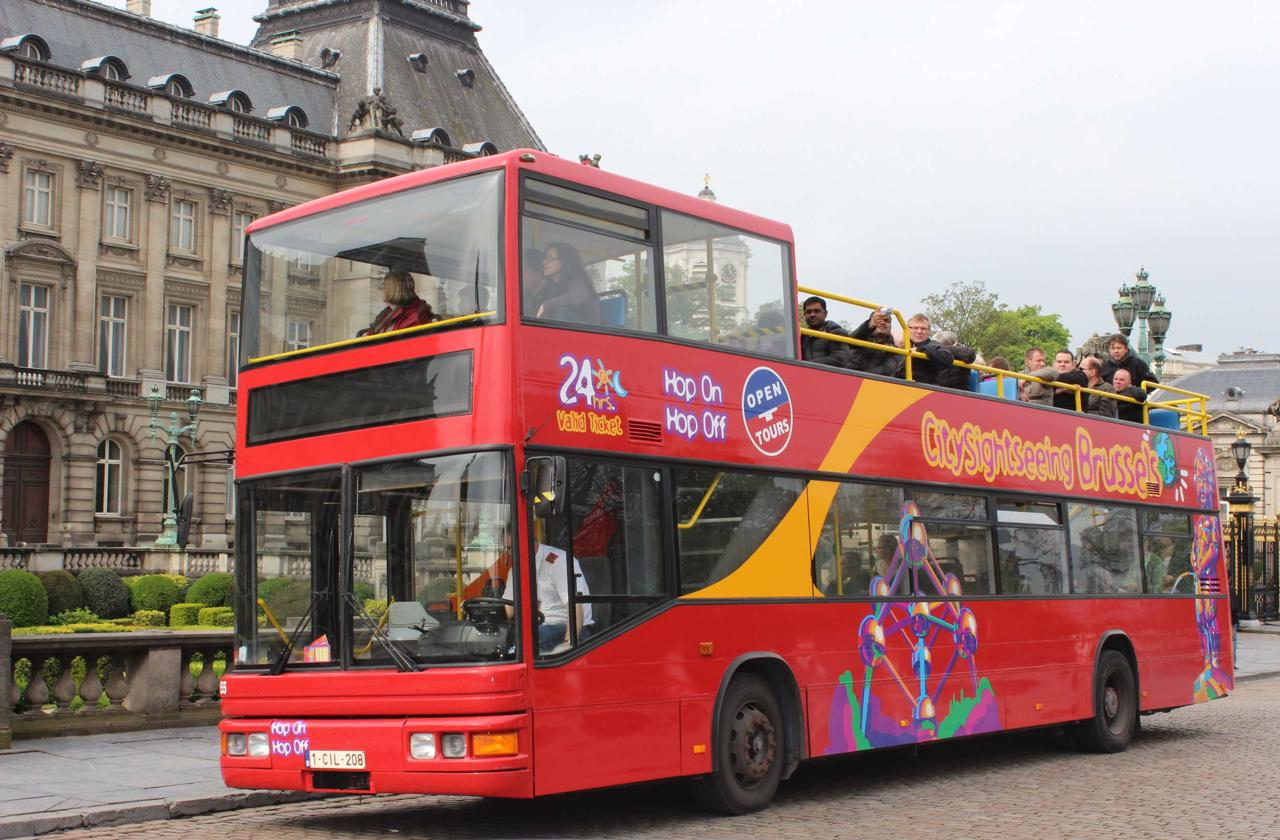 24
hrs.
Valid Ticket
Hop On
Hop Off
OPEN
TOURS
CitySightseeing Brussels
55
Hop On
Hop Off
1-CIL-208